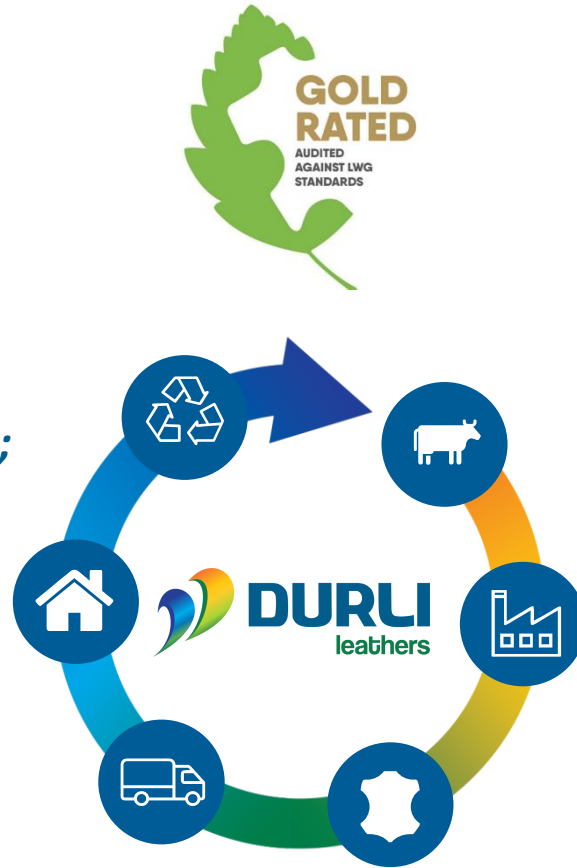 GOLD
RATED
AUDITED
AGAINST LWG
STANDARDS
;
DURLI
leathers